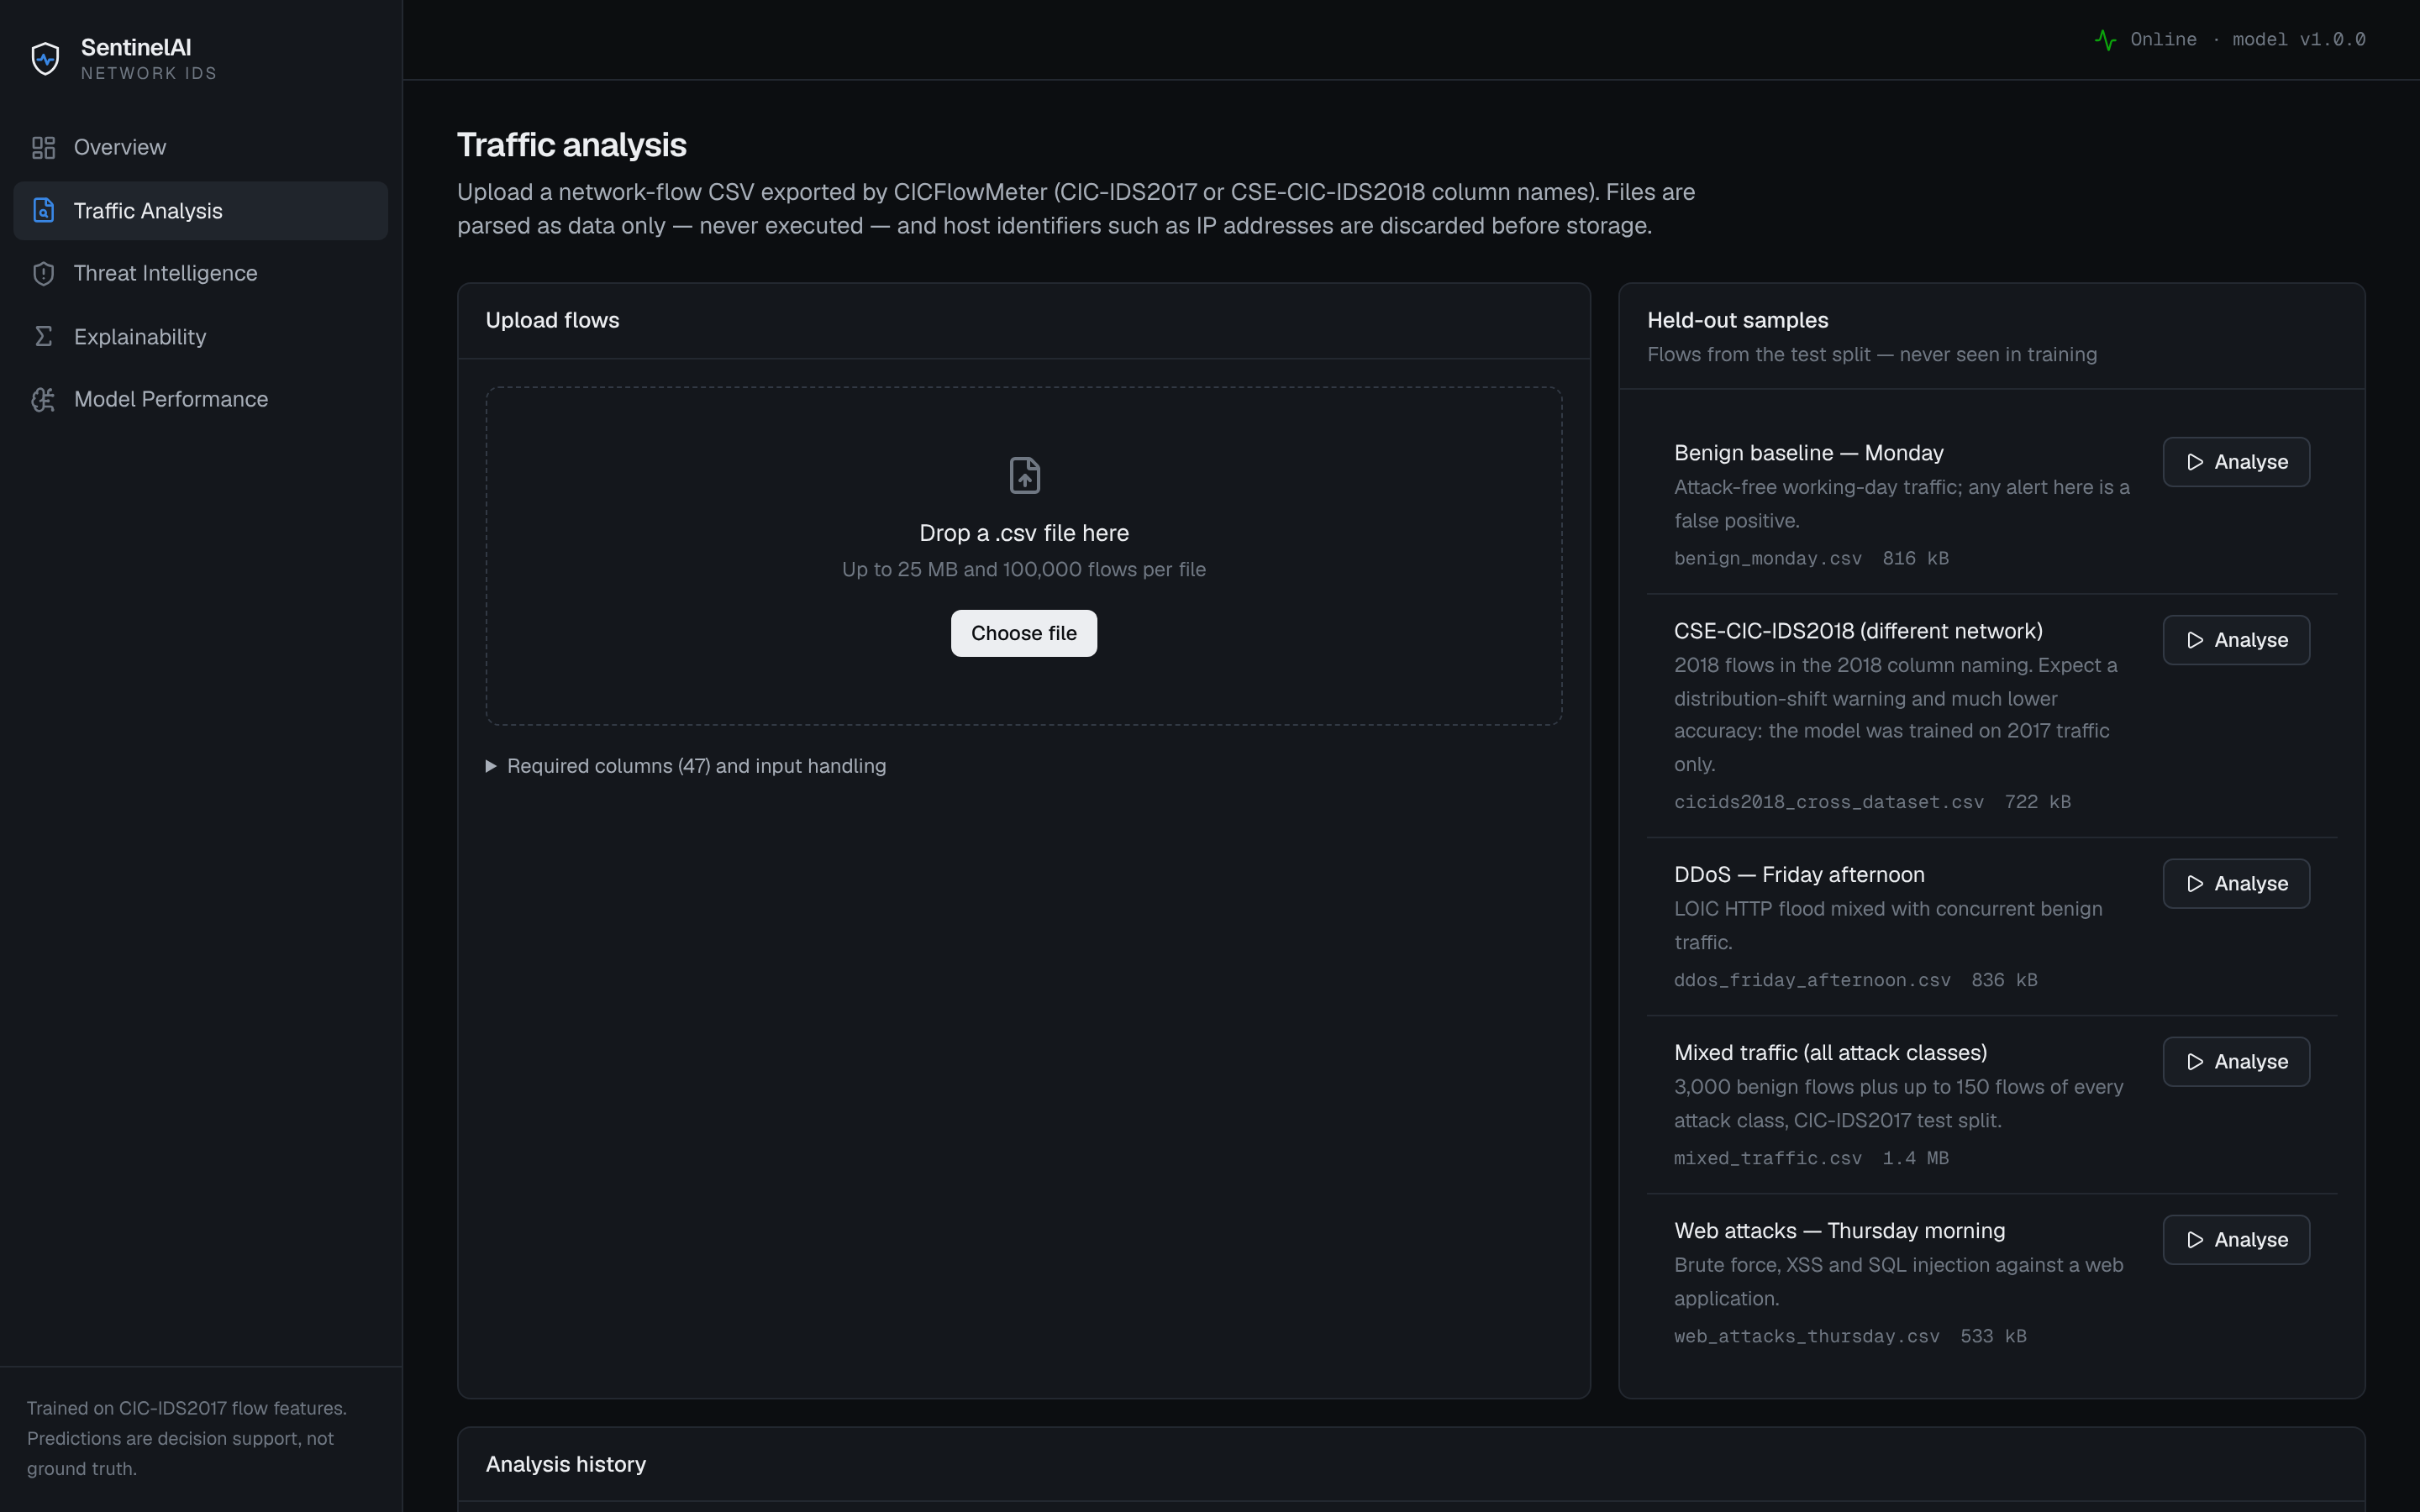 SentinelAI
NETWORK IDS
Overview
Traffic Analysis
Threat Intelligence
Explainability
Model Performance
Trained on CIC-IDS2017 flow features.
Predictions are decision support, not
ground truth.
Online · model v1.0.0
Traffic analysis
Upload a network-flow CSV exported by CICFlowMeter (CIC-IDS2017 or CSE-CIC-IDS2018 column names). Files are
parsed as data only — never executed — and host identifiers such as IP addresses are discarded before storage.
Upload flows
Drop a .csv file here
Up to 25 MB and 100,000 flows per file
Choose file
Required columns (47) and input handling
Held-out samples
Flows from the test split — never seen in training
Benign baseline — Monday
Analyse
Attack-free working-day traffic; any alert here is a
false positive.
benign_monday.csv 816 kB
CSE-CIC-IDS2018 (different network)
Analyse
2018 flows in the 2018 column naming. Expect a
distribution-shift warning and much lower
accuracy: the model was trained on 2017 traffic
only.
cicids2018_cross_dataset.csv 722 kB
DDoS — Friday afternoon
Analyse
LOIC HTTP flood mixed with concurrent benign
traffic.
ddos_friday_afternoon.csv 836 kB
Mixed traffic (all attack classes)
Analyse
3,000 benign flows plus up to 150 flows of every
attack class, CIC-IDS2017 test split.
mixed_traffic.csv 1.4 MB
Web attacks — Thursday morning
Analyse
Brute force, XSS and SQL injection against a web
application.
web_attacks_thursday.csv 533 kB
Analysis history